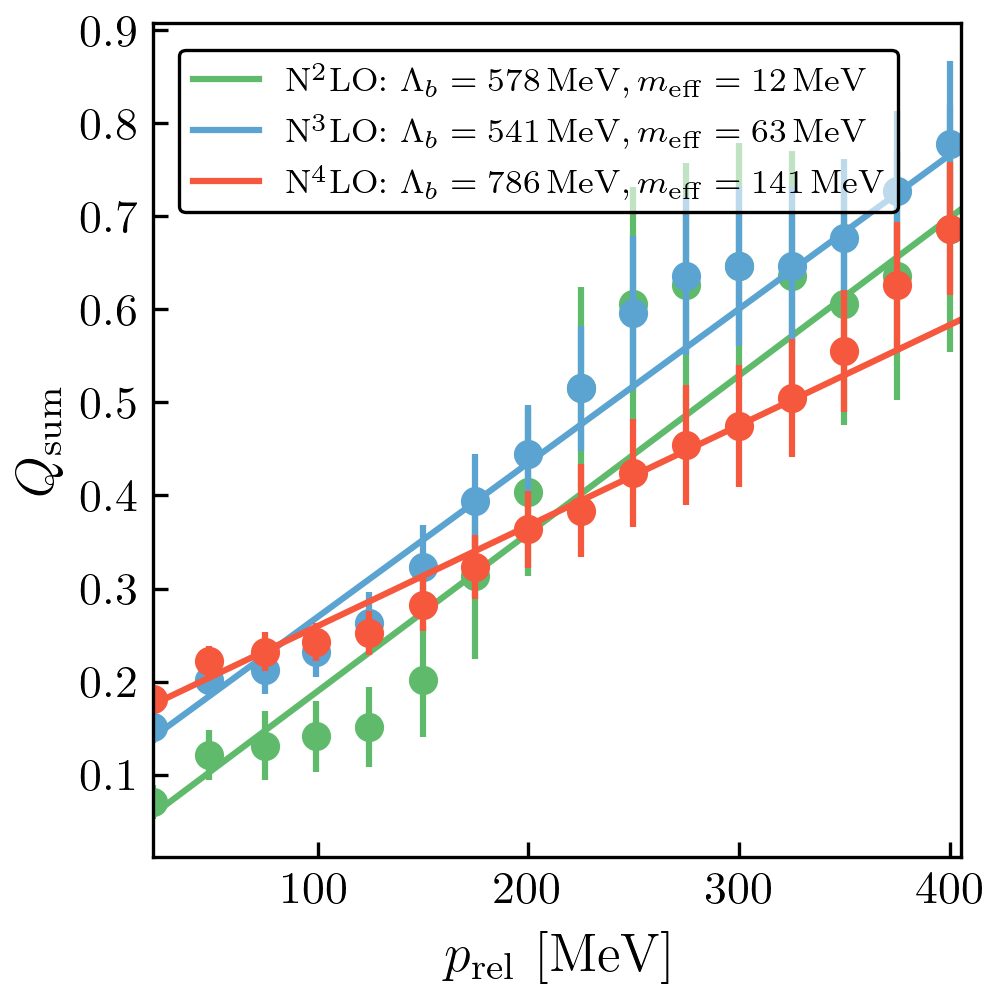 0.9
N²LO: Λ_b = 578 MeV, m_eff = 12 MeV
0.8
N³LO: Λ_b = 541 MeV, m_eff = 63 MeV
N⁴LO: Λ_b = 786 MeV, m_eff = 141 MeV
0.7
0.6
0.5
Q_sum
0.4
0.3
0.2
0.1
100 200 300 400
p_rel [MeV]